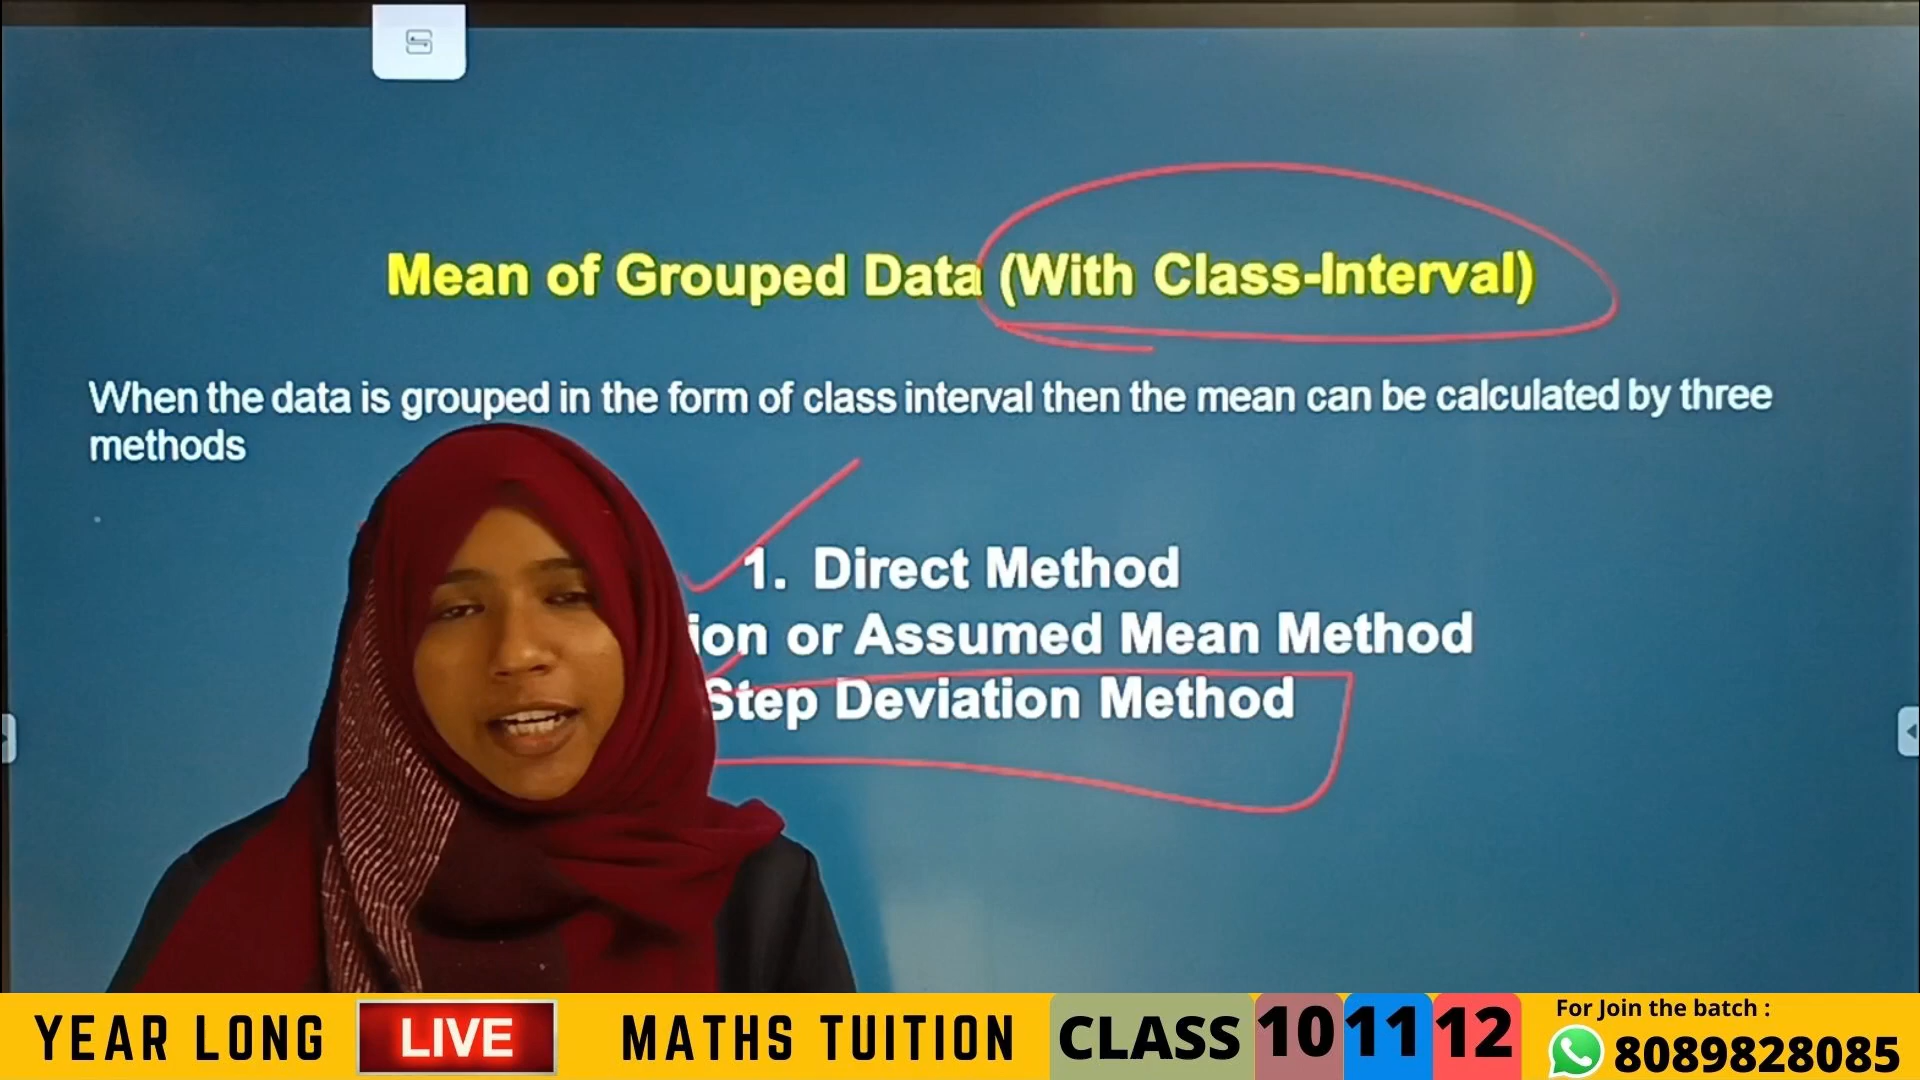 Mean of Grouped Data (With Class-Interval)
When the data is grouped in the form of class interval then the mean can be calculated by three
methods
1. Direct Method
ion or Assumed Mean Method
Step Deviation Method
YEAR LONG LIVE MATHS TUITION CLASS 10 11 12
For Join the batch :
8089828085